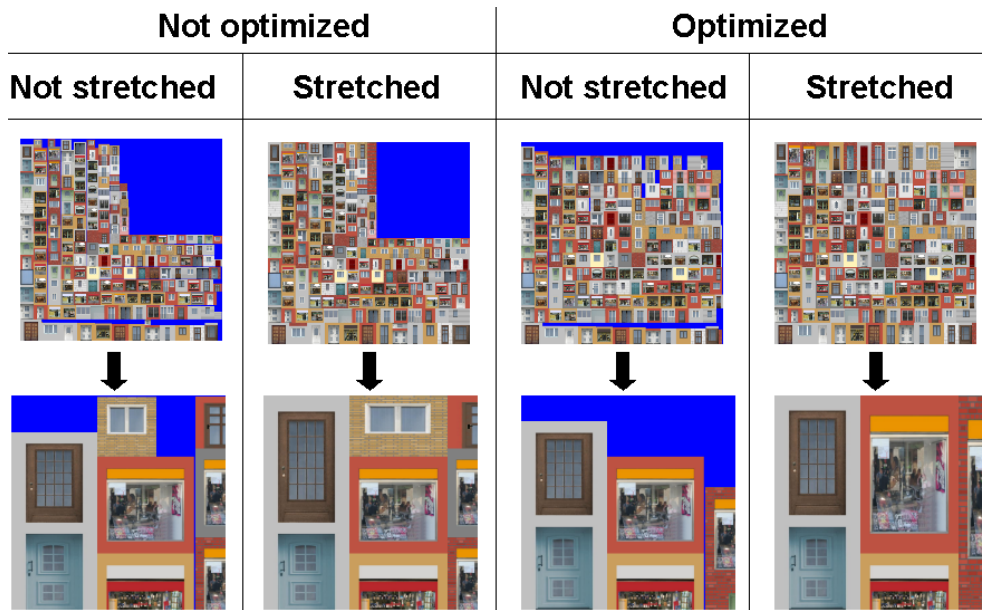 Not optimized
Optimized
Not stretched
Stretched
Not stretched
Stretched